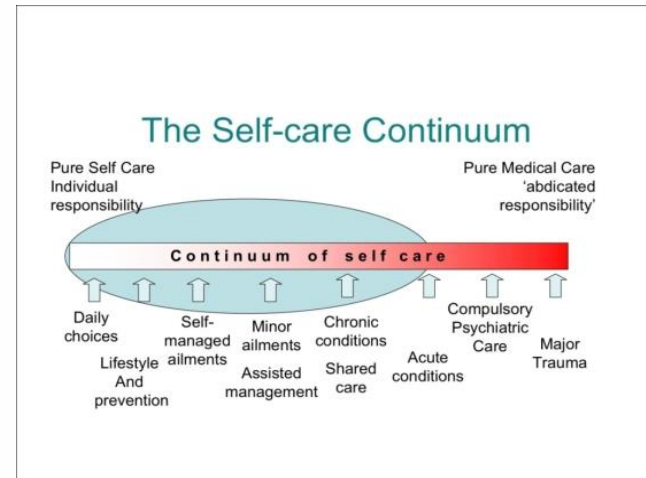 The Self-care Continuum
Pure Self Care
Individual
responsibility
Pure Medical Care
'abdicated
responsibility'
Continuum of self care
Daily
choices
Lifestyle
And
prevention
Self-
managed
ailments
Minor
ailments
Assisted
management
Chronic
conditions
Shared
care
Acute
conditions
Compulsory
Psychiatric
Care
Major
Trauma